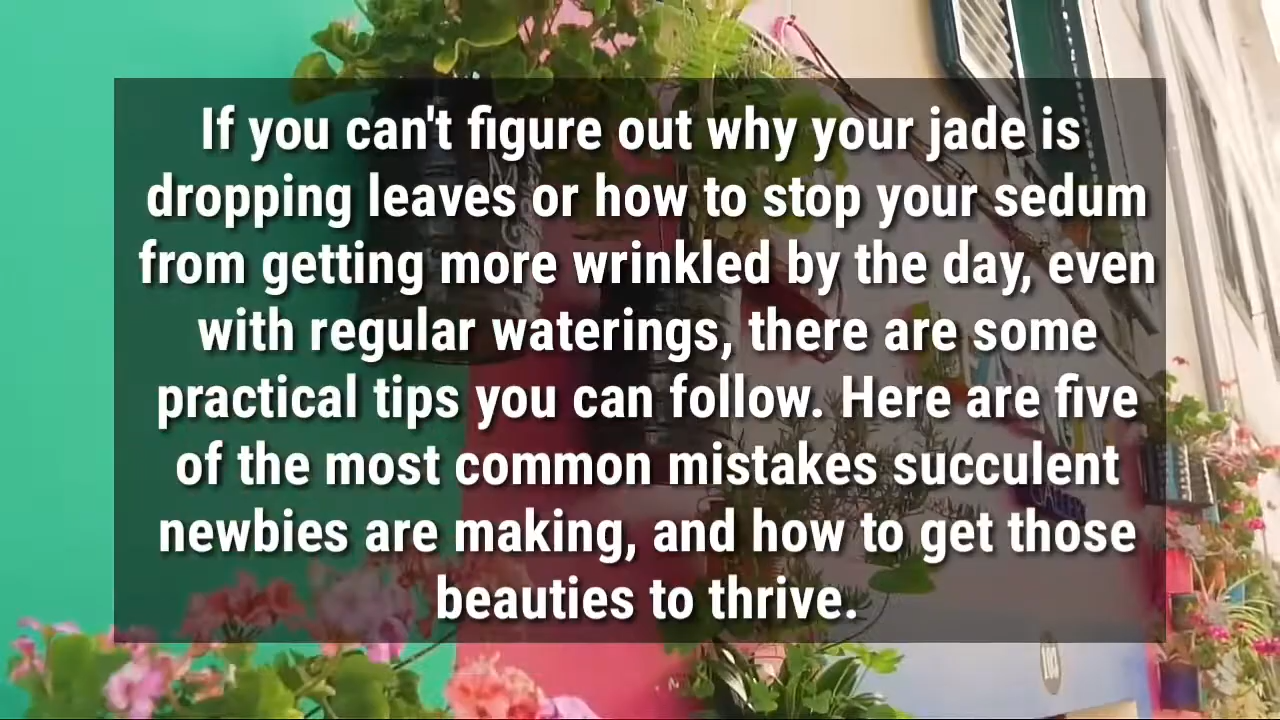 If you can't figure out why your jade is
dropping leaves or how to stop your sedum
from getting more wrinkled by the day, even
with regular waterings, there are some
practical tips you can follow. Here are five
of the most common mistakes succulent
newbies are making, and how to get those
beauties to thrive.